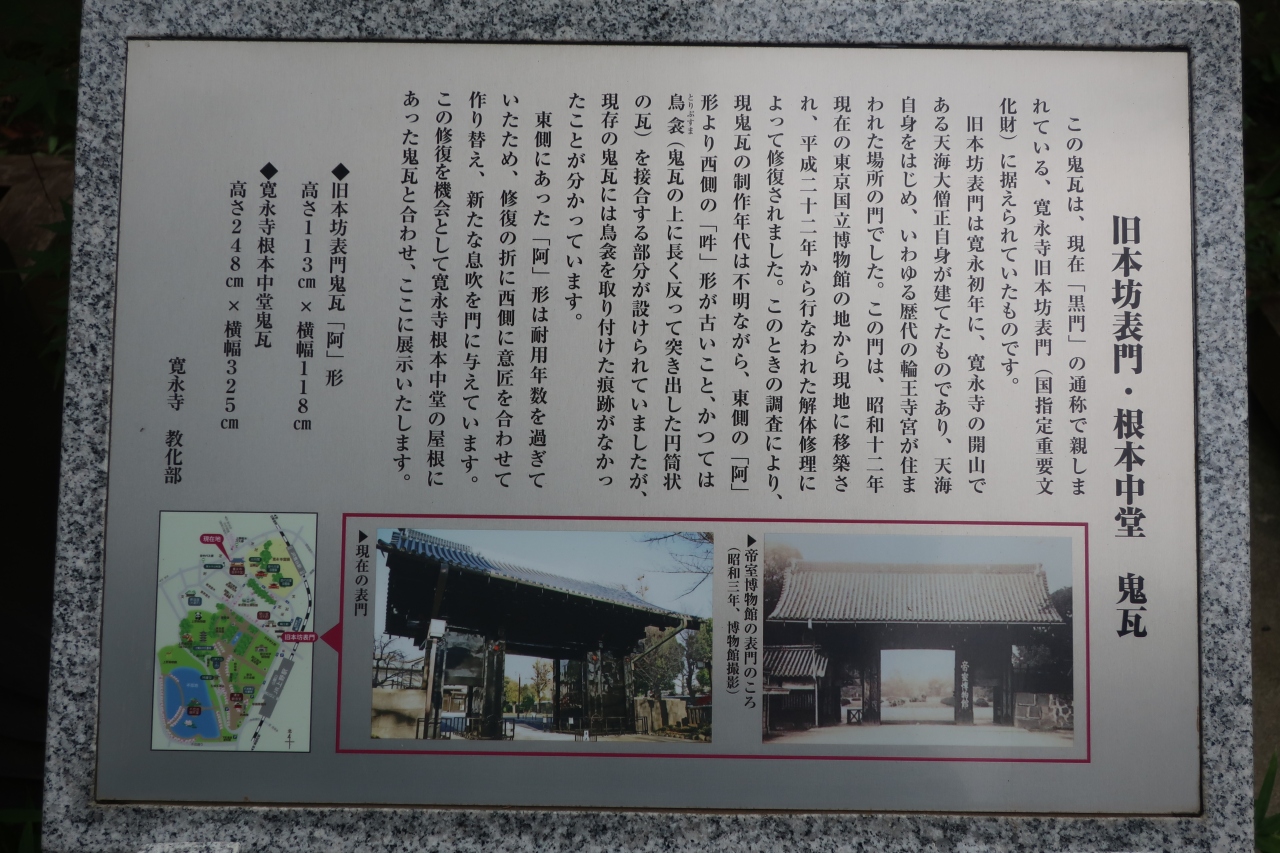 旧本坊表門・根本中堂　鬼瓦
この鬼瓦は、現在「黒門」の通称で親しま
れている、寛永寺旧本坊表門（国指定重要文
化財）に据えられていたものです。
旧本坊表門は寛永初年に、寛永寺の開山で
ある天海大僧正自身が建てたものであり、天海
自身をはじめ、いわゆる歴代の輪王寺宮が住ま
われた場所の門でした。この門は、昭和十二年
現在の東京国立博物館の地から現地に移築さ
れ、平成二十二年から行なわれた解体修理に
よって修復されました。このときの調査により、
現鬼瓦の制作年代は不明ながら、東側の「阿」
形より西側の「吽」形が古いこと、かつては
鳥衾（鬼瓦の上に長く反って突き出した円筒状
とりぶすま
の瓦）を接合する部分が設けられていましたが、
現存の鬼瓦には鳥衾を取り付けた痕跡がなかっ
たことが分かっています。
東側にあった「阿」形は耐用年数を過ぎて
いたため、修復の折に西側に意匠を合わせて
作り替え、新たな息吹を門に与えています。
この修復を機会として寛永寺根本中堂の屋根に
あった鬼瓦と合わせ、ここに展示いたします。
◆旧本坊表門鬼瓦「阿」形
高さ113㎝×横幅118㎝
◆寛永寺根本中堂鬼瓦
高さ248㎝×横幅325㎝
寛永寺　教化部
▶帝室博物館の表門のころ
（昭和三年、博物館撮影）
帝室博物館
▶現在の表門
現在地
旧本坊表門